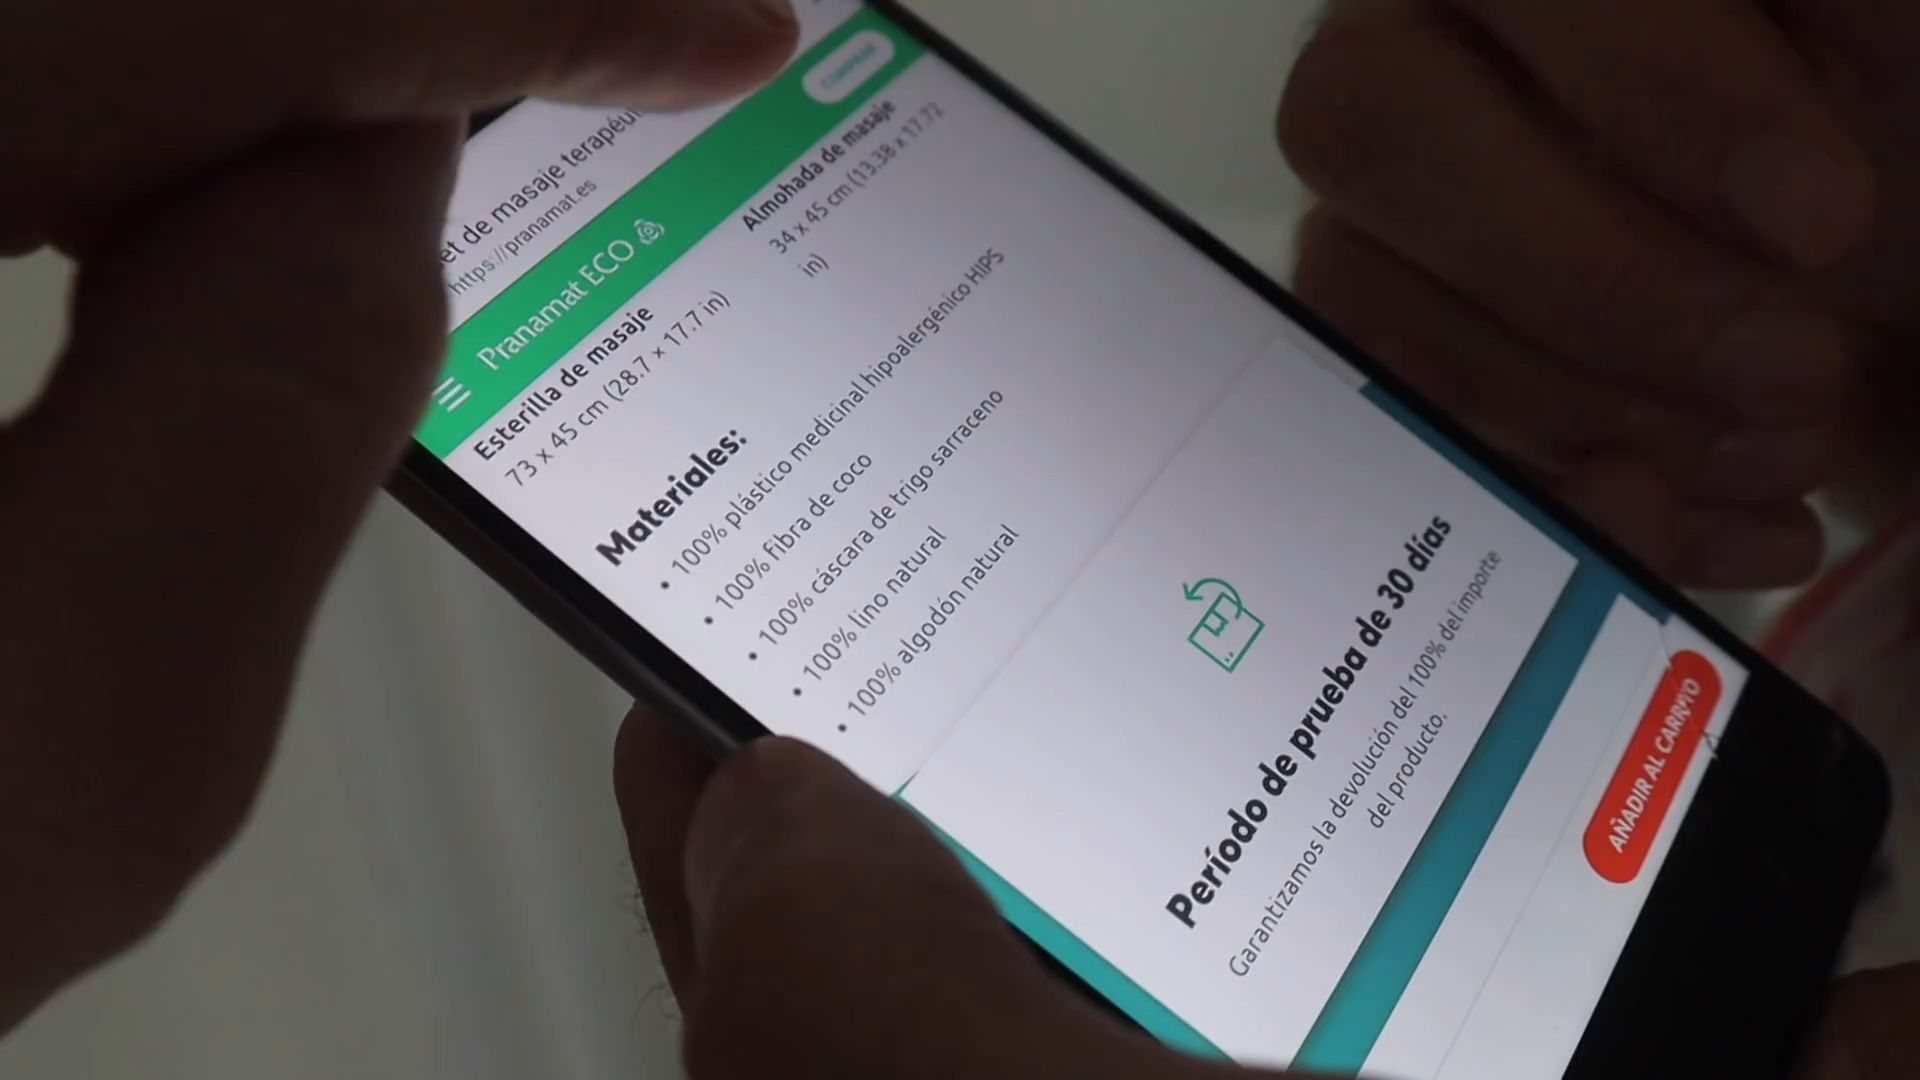 et de masaje terapéu
https://pranamat.es
Pranamat ECO
COMPRAR
Esterilla de masaje
73 x 45 cm (28.7 x 17.7 in)
Almohada de masaje
34 x 45 cm (13.38 x 17.72
in)
Materiales:
• 100% plástico medicinal hipoalergénico HIPS
• 100% fibra de coco
• 100% cáscara de trigo sarraceno
• 100% lino natural
• 100% algodón natural
Período de prueba de 30 días
Garantizamos la devolución del 100% del importe
del producto.
AÑADIR AL CARRITO